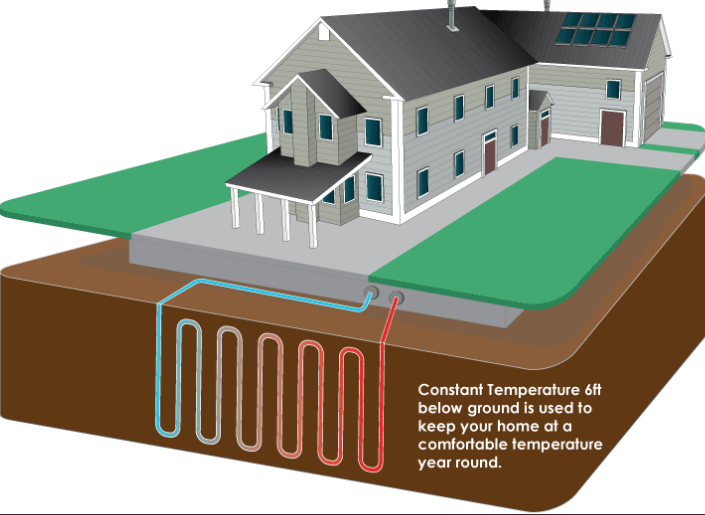 Constant Temperature 6ft
below ground is used to
keep your home at a
comfortable temperature
year round.